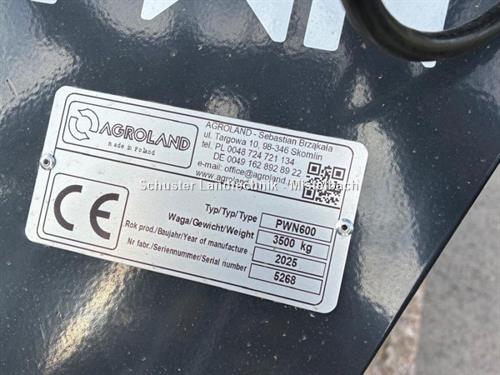 AGROLAND
made in Poland
AGROLAND - Sebastian Brząkała
ul. Targowa 10, 98-346 Skomlin
tel. PL 0048 724 721 134
DE 0049 162 892 89 22
e-mail: office@agroland.
www.agroland.
Schuster Landtechnik - Mistelbach
CE
Typ/Typ/Type PWN600
Waga/Gewicht/Weight 3500 kg
Rok prod./Baujahr/Year of manufacture 2025
Nr fabr./Seriennummer/Serial number 5268